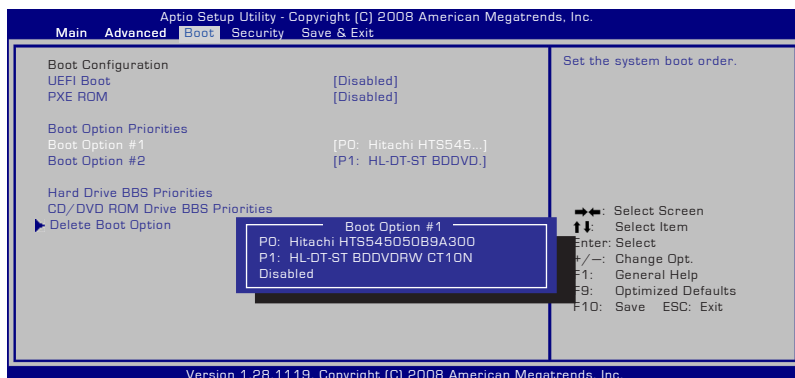 Aptio Setup Utility - Copyright (C) 2008 American Megatrends, Inc.
Main Advanced Boot Security Save & Exit
Boot Configuration
UEFI Boot [Disabled]
PXE ROM [Disabled]
Boot Option Priorities
Boot Option #1 [P0: Hitachi HTS545...]
Boot Option #2 [P1: HL-DT-ST BDDVD.]
Hard Drive BBS Priorities
CD/DVD ROM Drive BBS Priorities
Delete Boot Option
Boot Option #1
P0: Hitachi HTS545050B9A300
P1: HL-DT-ST BDDVDRW CT10N
Disabled
Set the system boot order.
→←: Select Screen
↑↓: Select Item
Enter: Select
+/—: Change Opt.
F1: General Help
F9: Optimized Defaults
F10: Save ESC: Exit
Version 1.28.1119. Copyright (C) 2008 American Megatrends, Inc.